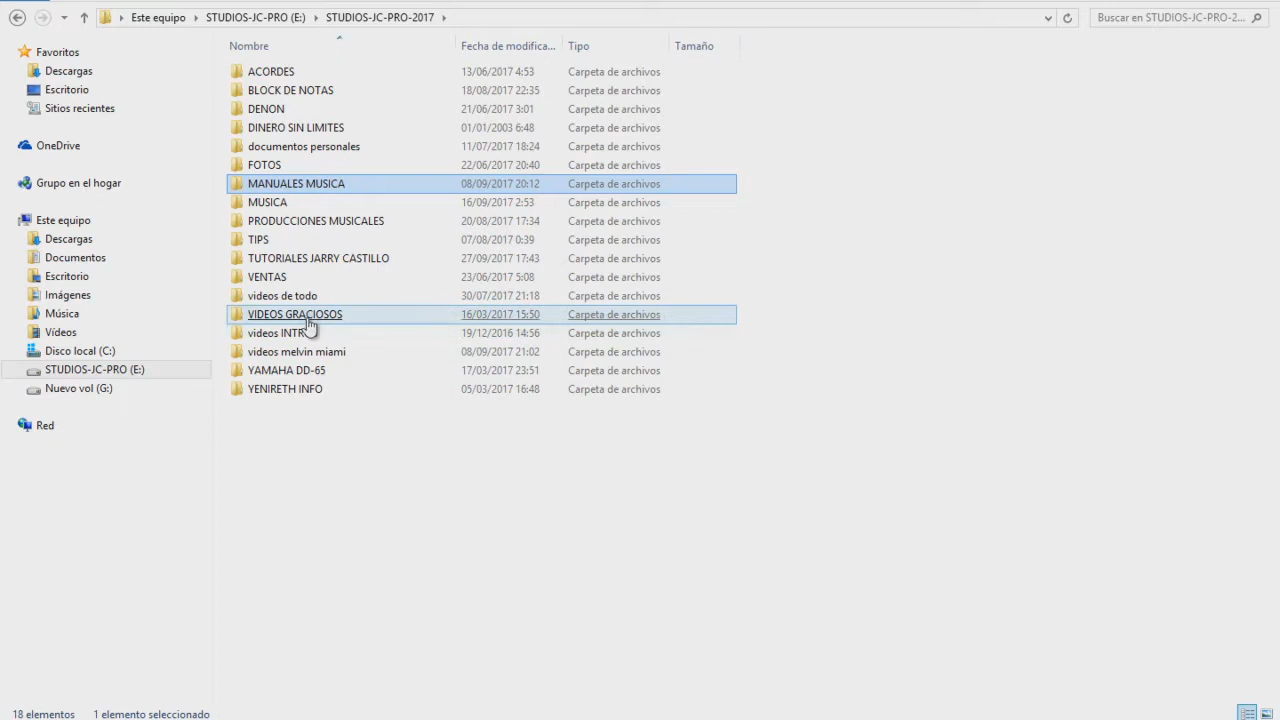 Este equipo STUDIOS-JC-PRO (E:) STUDIOS-JC-PRO-2017 Buscar en STUDIOS-JC-PRO-2...
Nombre Fecha de modifica... Tipo Tamaño
Favoritos
Descargas
Escritorio
Sitios recientes
OneDrive
Grupo en el hogar
Este equipo
Descargas
Documentos
Escritorio
Imágenes
Música
Vídeos
Disco local (C:)
STUDIOS-JC-PRO (E:)
Nuevo vol (G:)
Red
ACORDES 13/06/2017 4:53 Carpeta de archivos
BLOCK DE NOTAS 18/08/2017 22:35 Carpeta de archivos
DENON 21/06/2017 3:01 Carpeta de archivos
DINERO SIN LIMITES 01/01/2003 6:48 Carpeta de archivos
documentos personales 11/07/2017 18:24 Carpeta de archivos
FOTOS 22/06/2017 20:40 Carpeta de archivos
MANUALES MUSICA 08/09/2017 20:12 Carpeta de archivos
MUSICA 16/09/2017 2:53 Carpeta de archivos
PRODUCCIONES MUSICALES 20/08/2017 17:34 Carpeta de archivos
TIPS 07/08/2017 0:39 Carpeta de archivos
TUTORIALES JARRY CASTILLO 27/09/2017 17:43 Carpeta de archivos
VENTAS 23/06/2017 5:08 Carpeta de archivos
videos de todo 30/07/2017 21:18 Carpeta de archivos
VIDEOS GRACIOSOS 16/03/2017 15:50 Carpeta de archivos
videos INTR 19/12/2016 14:56 Carpeta de archivos
videos melvin miami 08/09/2017 21:02 Carpeta de archivos
YAMAHA DD-65 17/03/2017 23:51 Carpeta de archivos
YENIRETH INFO 05/03/2017 16:48 Carpeta de archivos
18 elementos 1 elemento seleccionado